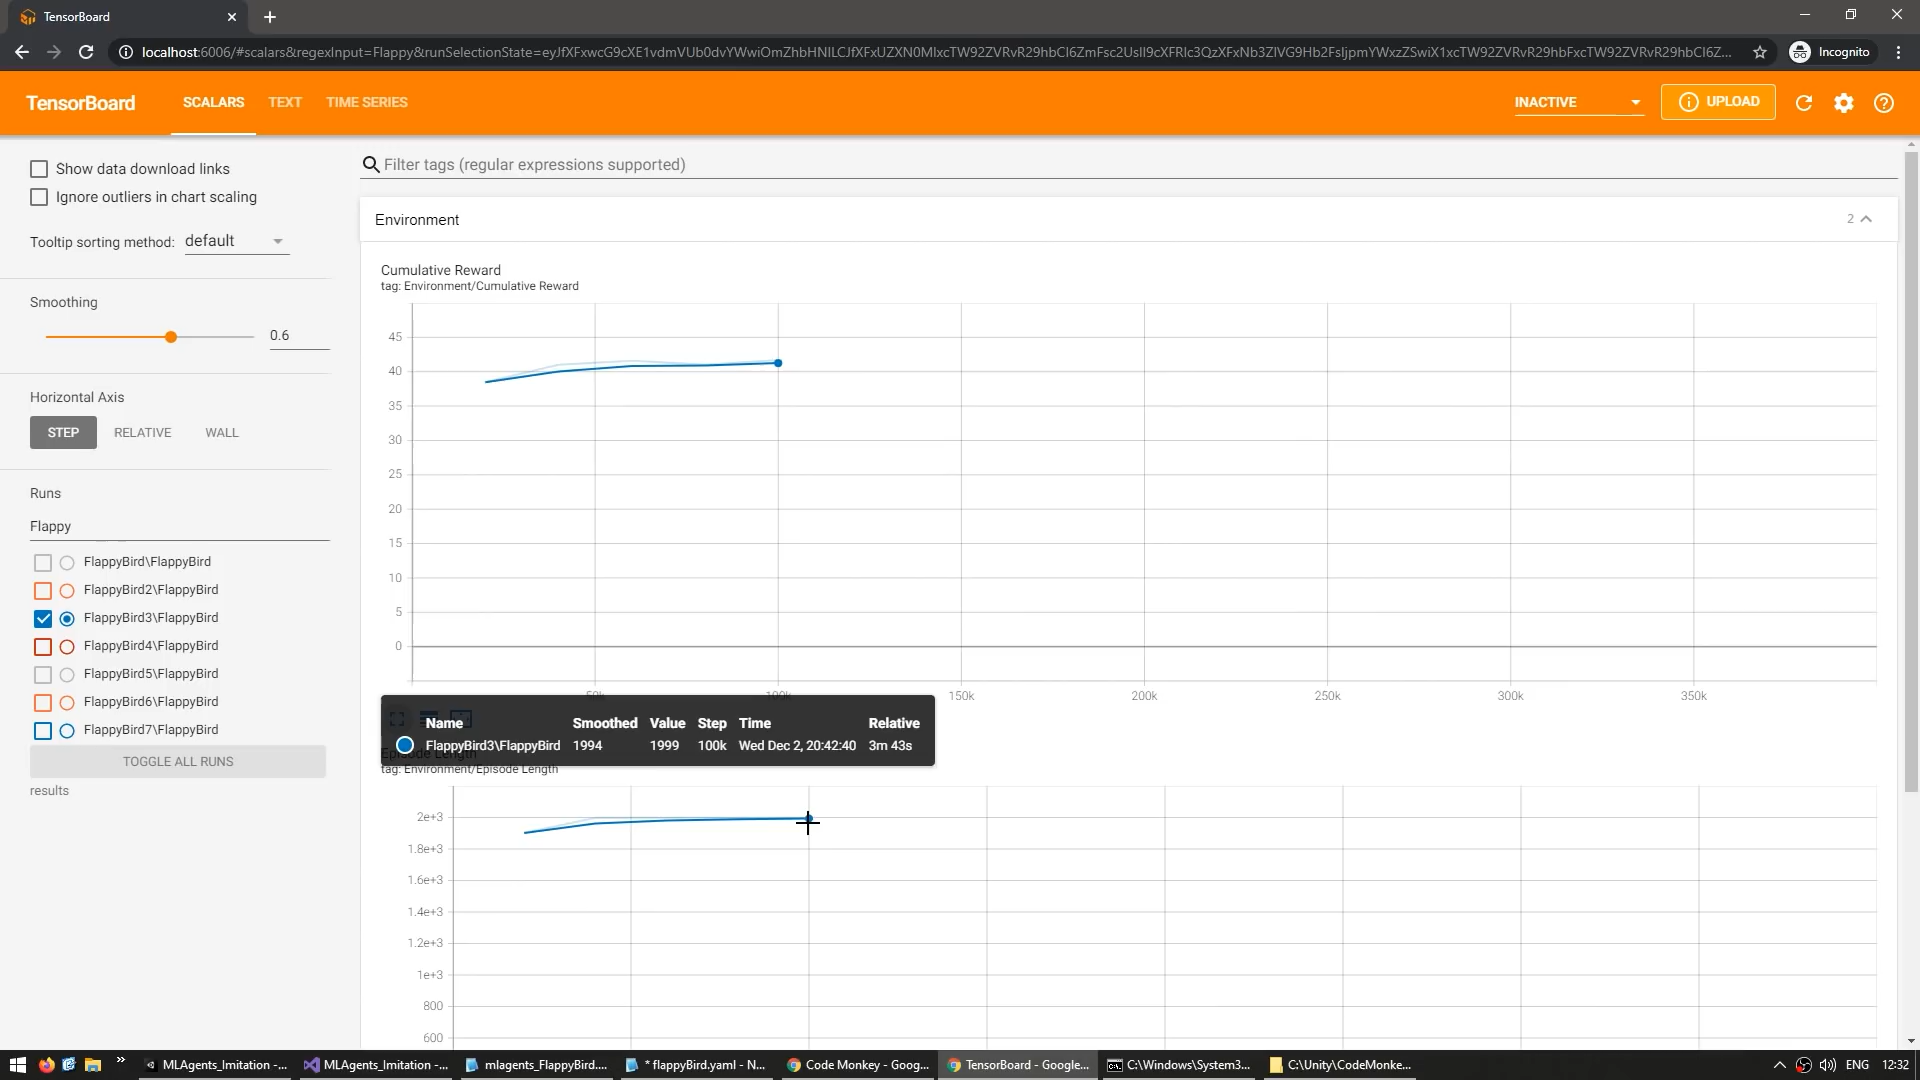 TensorBoard
localhost:6006/#scalars&regexInput=Flappy&runSelectionState=
Incognito
TensorBoard
SCALARS
TEXT
TIME SERIES
INACTIVE
UPLOAD
Show data download links
Ignore outliers in chart scaling
Tooltip sorting method: default
Smoothing
0.6
Horizontal Axis
STEP
RELATIVE
WALL
Runs
Flappy
FlappyBird\FlappyBird
FlappyBird2\FlappyBird
FlappyBird3\FlappyBird
FlappyBird4\FlappyBird
FlappyBird5\FlappyBird
FlappyBird6\FlappyBird
FlappyBird7\FlappyBird
TOGGLE ALL RUNS
results
Filter tags (regular expressions supported)
Environment
2
Cumulative Reward
tag: Environment/Cumulative Reward
45
40
35
30
25
20
15
10
5
0
50k 100k 150k 200k 250k 300k 350k
Name Smoothed Value Step Time Relative
FlappyBird3\FlappyBird 1994 1999 100k Wed Dec 2, 20:42:40 3m 43s
Episode Length
tag: Environment/Episode Length
2e+3
1.8e+3
1.6e+3
1.4e+3
1.2e+3
1e+3
800
600
MLAgents_Imitation -...
MLAgents_Imitation -...
mlagents_FlappyBird....
* flappyBird.yaml - N...
Code Monkey - Goog...
TensorBoard - Google...
C:\Windows\System3...
C:\Unity\CodeMonke...
ENG
12:32